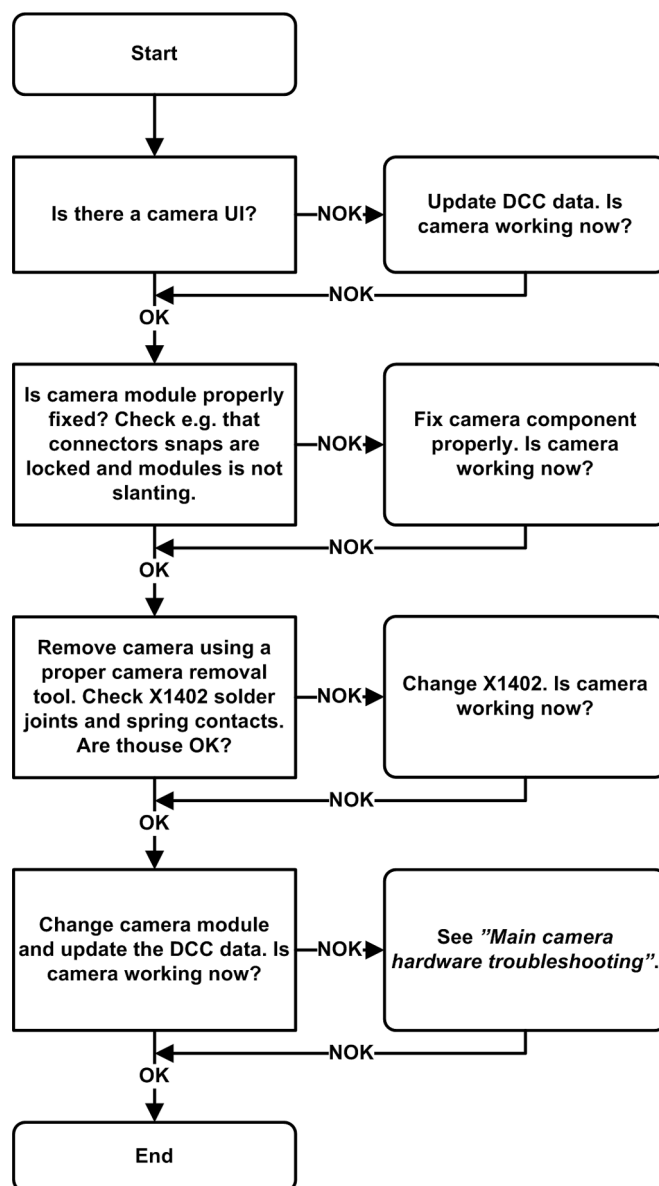 Start
Is there a camera UI?
NOK
Update DCC data. Is
camera working now?
NOK
OK
Is camera module properly
fixed? Check e.g. that
connectors snaps are
locked and modules is not
slanting.
NOK
Fix camera component
properly. Is camera
working now?
NOK
OK
Remove camera using a
proper camera removal
tool. Check X1402 solder
joints and spring contacts.
Are thouse OK?
NOK
Change X1402. Is camera
working now?
NOK
OK
Change camera module
and update the DCC data. Is
camera working now?
NOK
See ”Main camera
hardware troubleshooting”.
NOK
OK
End